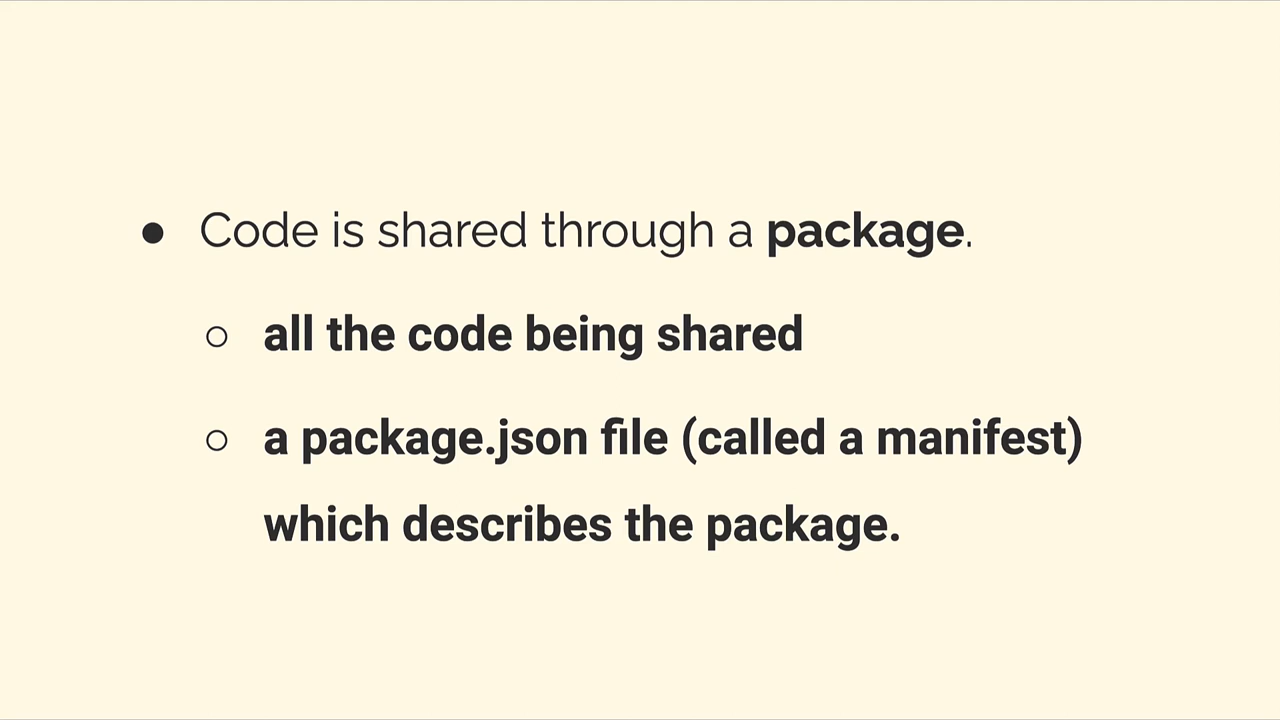 ● Code is shared through a package.
○ all the code being shared
○ a package.json file (called a manifest)
which describes the package.